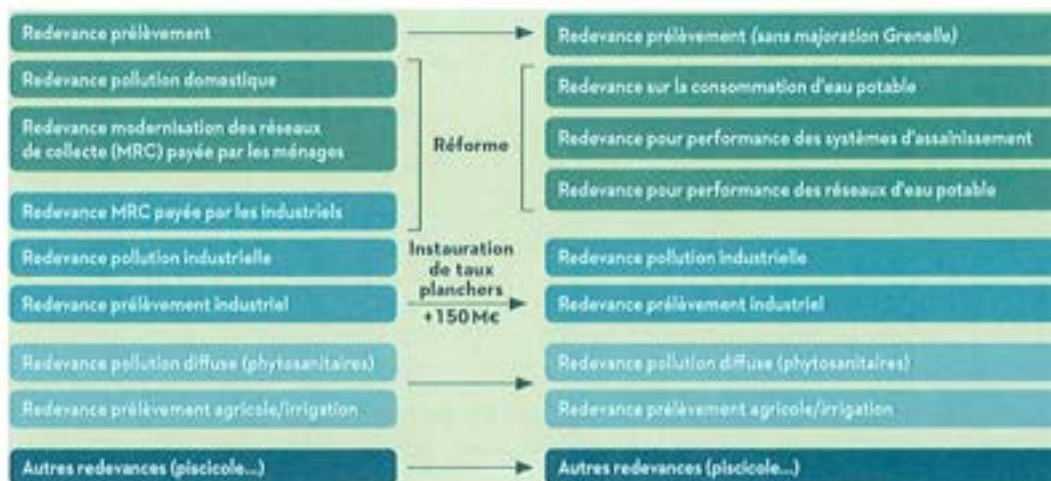 Redevance prélèvement
Redevance pollution domestique
Redevance modernisation des réseaux
de collecte (MRC) payée par les ménages
Redevance MRC payée par les industriels
Redevance pollution industrielle
Redevance prélèvement industriel
Redevance pollution diffuse (phytosanitaires)
Redevance prélèvement agricole/irrigation
Autres redevances (piscicole...)
Réforme
Instauration
de taux
planchers
+150 M€
Redevance prélèvement (sans majoration Grenelle)
Redevance sur la consommation d'eau potable
Redevance pour performance des systèmes d'assainissement
Redevance pour performance des réseaux d'eau potable
Redevance pollution industrielle
Redevance prélèvement industriel
Redevance pollution diffuse (phytosanitaires)
Redevance prélèvement agricole/irrigation
Autres redevances (piscicole...)